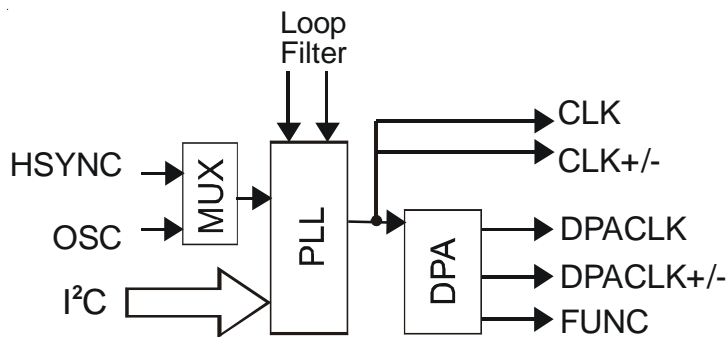 Loop
Filter
CLK
CLK+/-
HSYNC
MUX
OSC
PLL
DPA
DPACLK
DPACLK+/-
I²C
FUNC